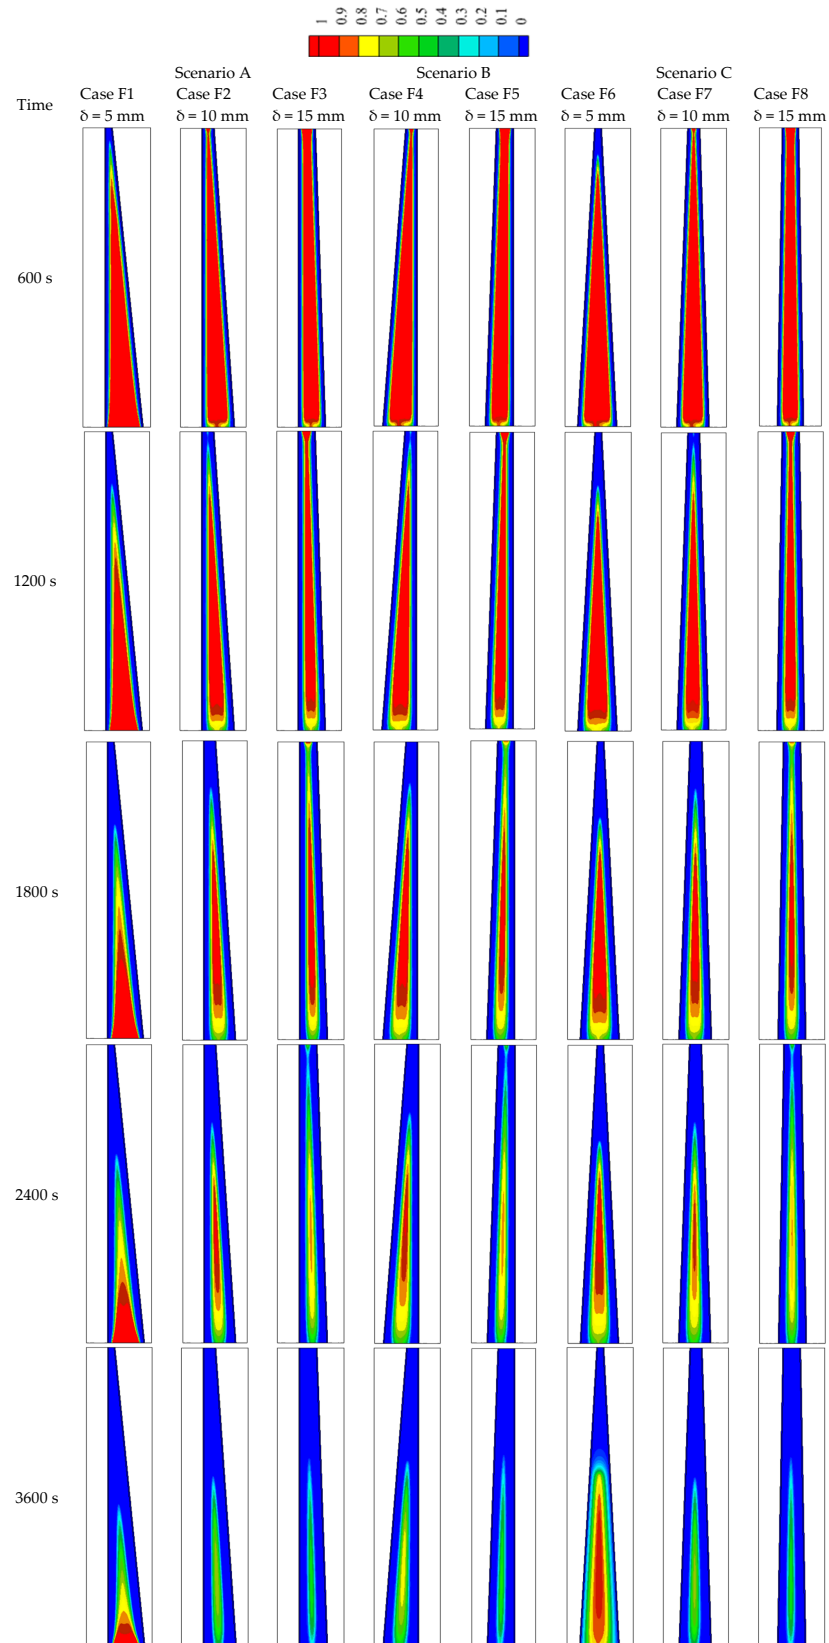 1 0.9 0.8 0.7 0.6 0.5 0.4 0.3 0.2 0.1 0
Scenario A Scenario B Scenario C
Time Case F1 Case F2 Case F3 Case F4 Case F5 Case F6 Case F7 Case F8
δ = 5 mm δ = 10 mm δ = 15 mm δ = 10 mm δ = 15 mm δ = 5 mm δ = 10 mm δ = 15 mm
600 s
1200 s
1800 s
2400 s
3600 s